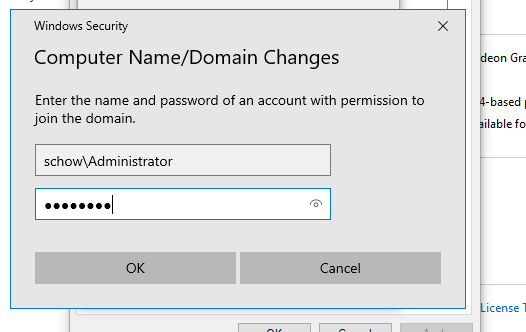 Windows Security
Computer Name/Domain Changes
deon Gra
Enter the name and password of an account with permission to
join the domain.
4-based
ailable fo
schow\Administrator
••••••••
OK
Cancel
License T